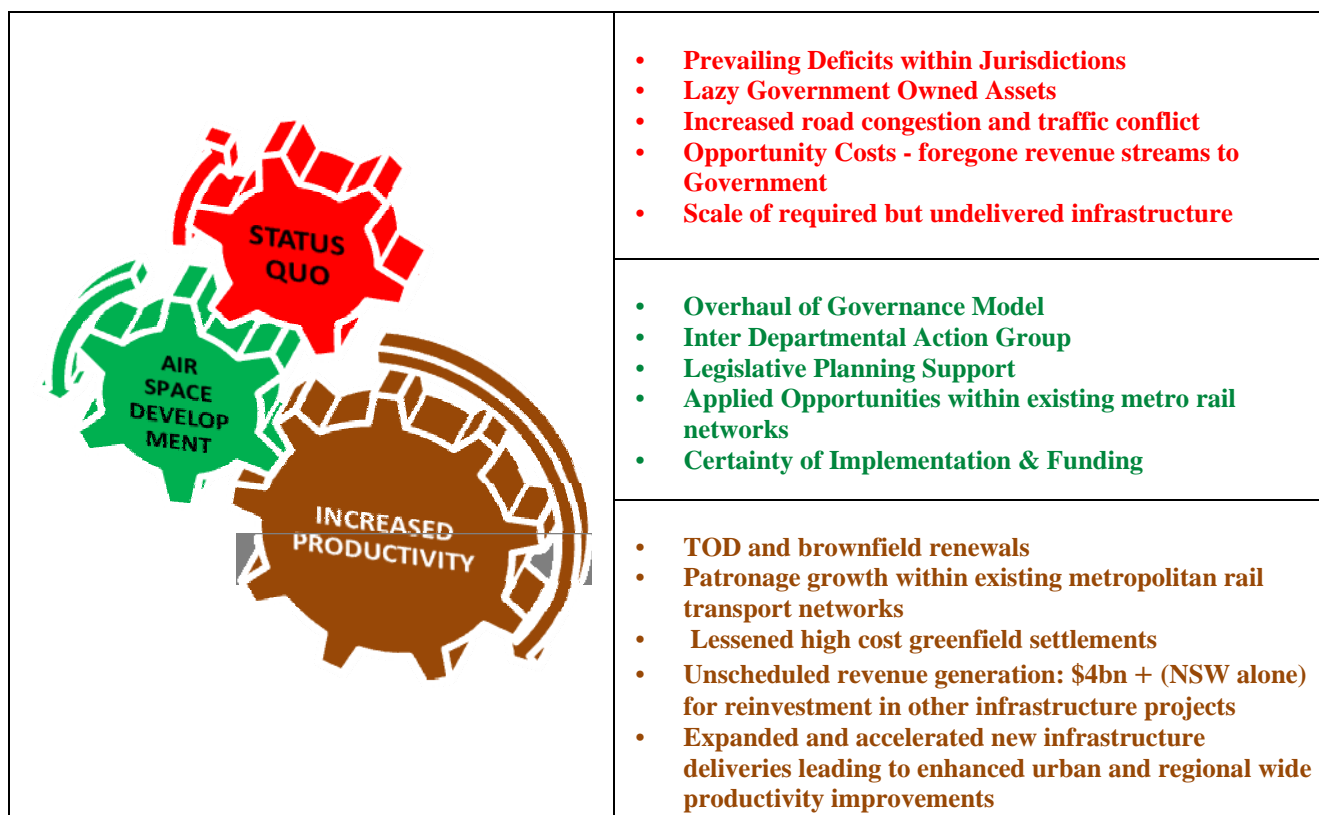 STATUS
QUO
AIR
SPACE
DEVELOP
MENT
INCREASED
PRODUCTIVITY
• Prevailing Deficits within Jurisdictions
• Lazy Government Owned Assets
• Increased road congestion and traffic conflict
• Opportunity Costs - foregone revenue streams to
Government
• Scale of required but undelivered infrastructure
• Overhaul of Governance Model
• Inter Departmental Action Group
• Legislative Planning Support
• Applied Opportunities within existing metro rail
networks
• Certainty of Implementation & Funding
• TOD and brownfield renewals
• Patronage growth within existing metropolitan rail
transport networks
• Lessened high cost greenfield settlements
• Unscheduled revenue generation: $4bn + (NSW alone)
for reinvestment in other infrastructure projects
• Expanded and accelerated new infrastructure
deliveries leading to enhanced urban and regional wide
productivity improvements